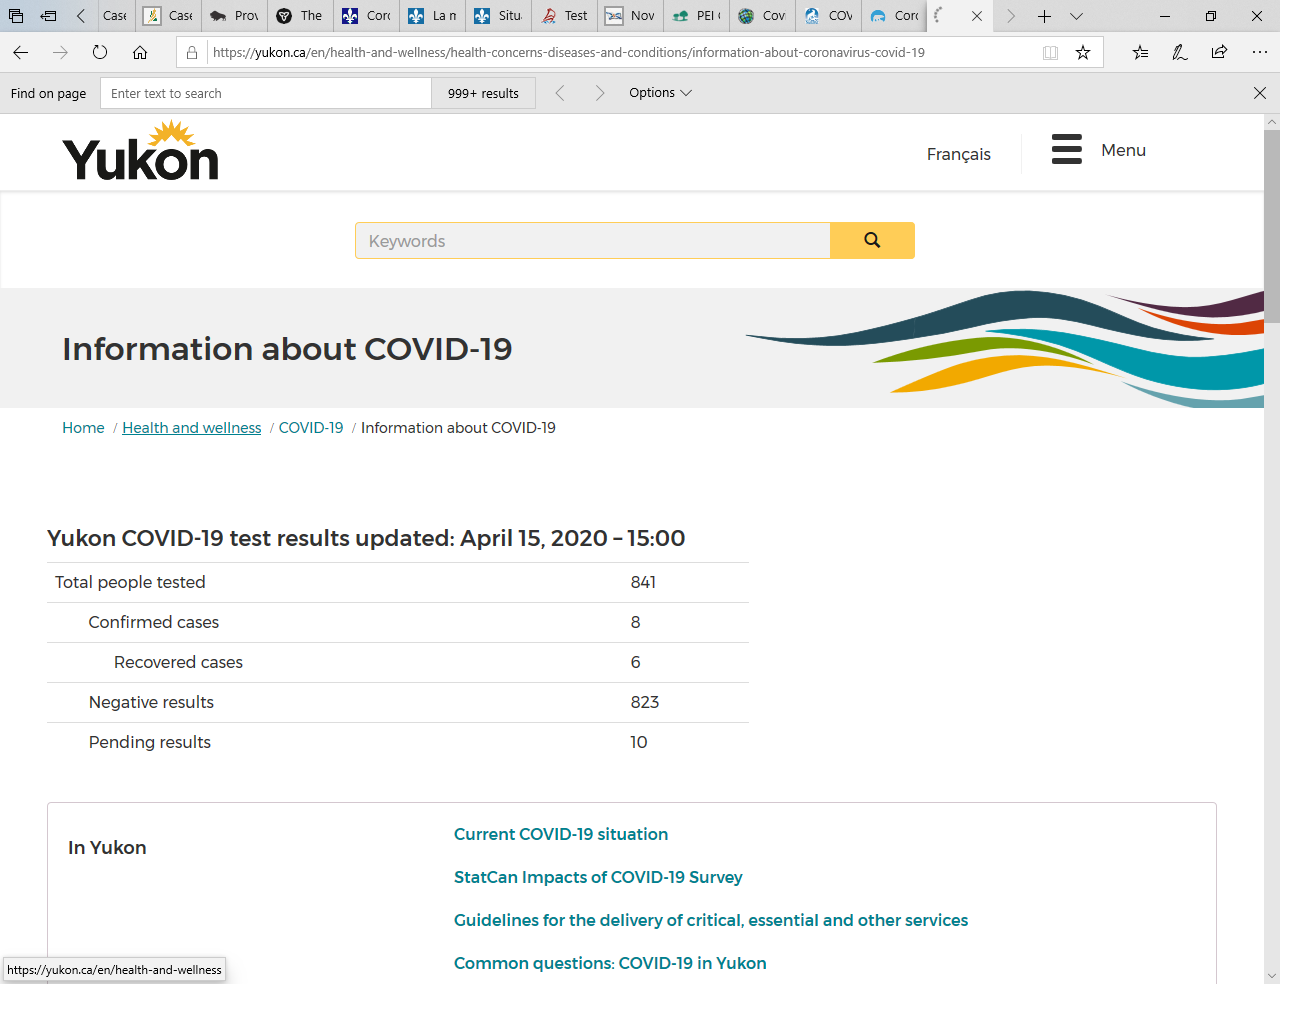 Case Case Prov The Corc La n Situ. Test Nov PEI ( Cov COV Corc
https://yukon.ca/en/health-and-wellness/health-concerns-diseases-and-conditions/information-about-coronavirus-covid-19
Find on page Enter text to search 999+ results Options
Yukon
Français Menu
Keywords
Information about COVID-19
Home / Health and wellness / COVID-19 / Information about COVID-19
Yukon COVID-19 test results updated: April 15, 2020 – 15:00
Total people tested 841
Confirmed cases 8
Recovered cases 6
Negative results 823
Pending results 10
In Yukon
Current COVID-19 situation
StatCan Impacts of COVID-19 Survey
Guidelines for the delivery of critical, essential and other services
Common questions: COVID-19 in Yukon
https://yukon.ca/en/health-and-wellness